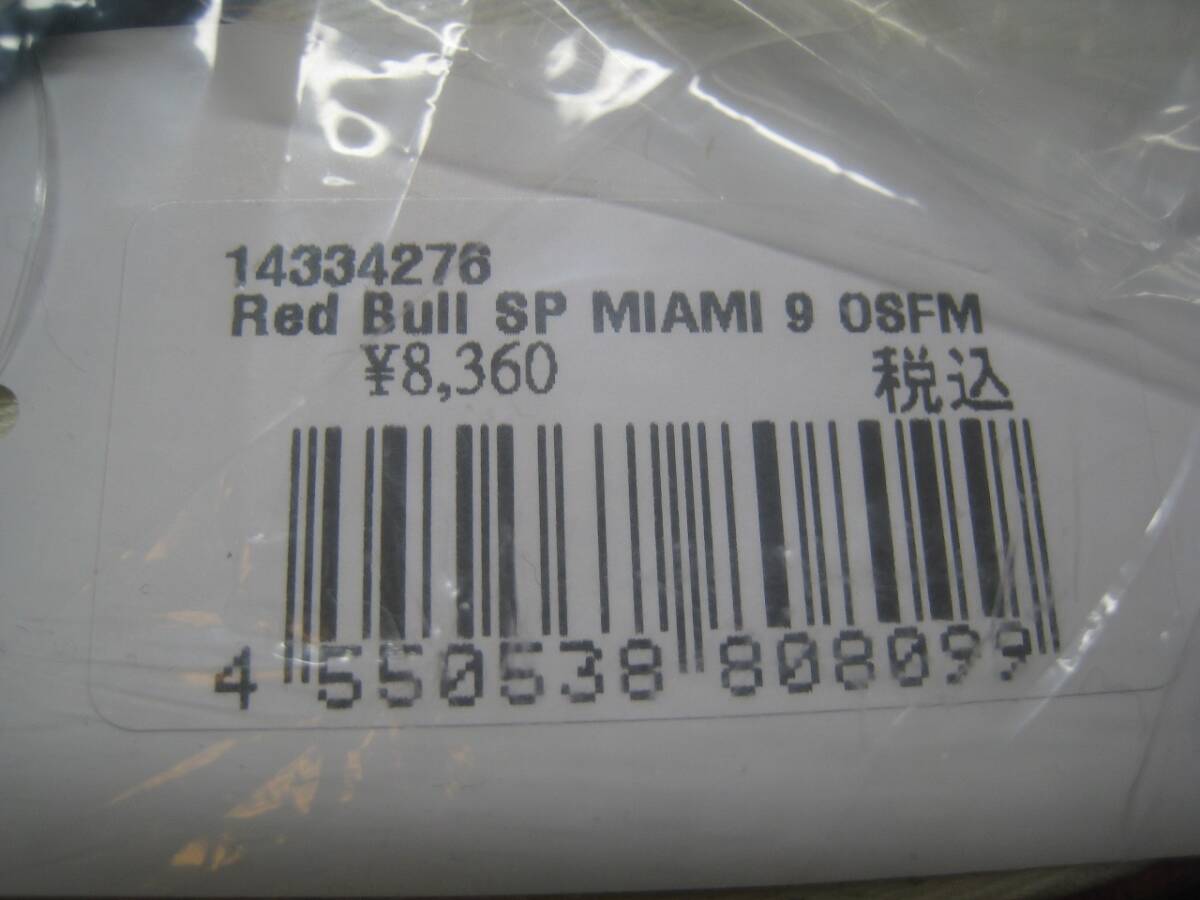 14334276
Red Bull SP MIAMI 9 OSFM
¥8,360 税込
4 550538 808099